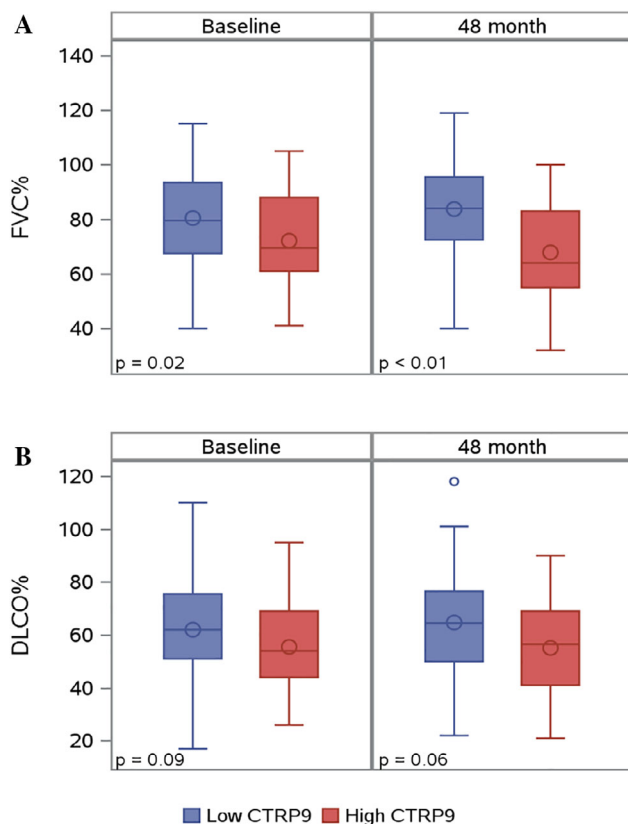 A
Baseline 48 month
FVC%
140
120
100
80
60
40
p = 0.02 p < 0.01
B
Baseline 48 month
DLCO%
120
100
80
60
40
20
p = 0.09 p = 0.06
Low CTRP9 High CTRP9